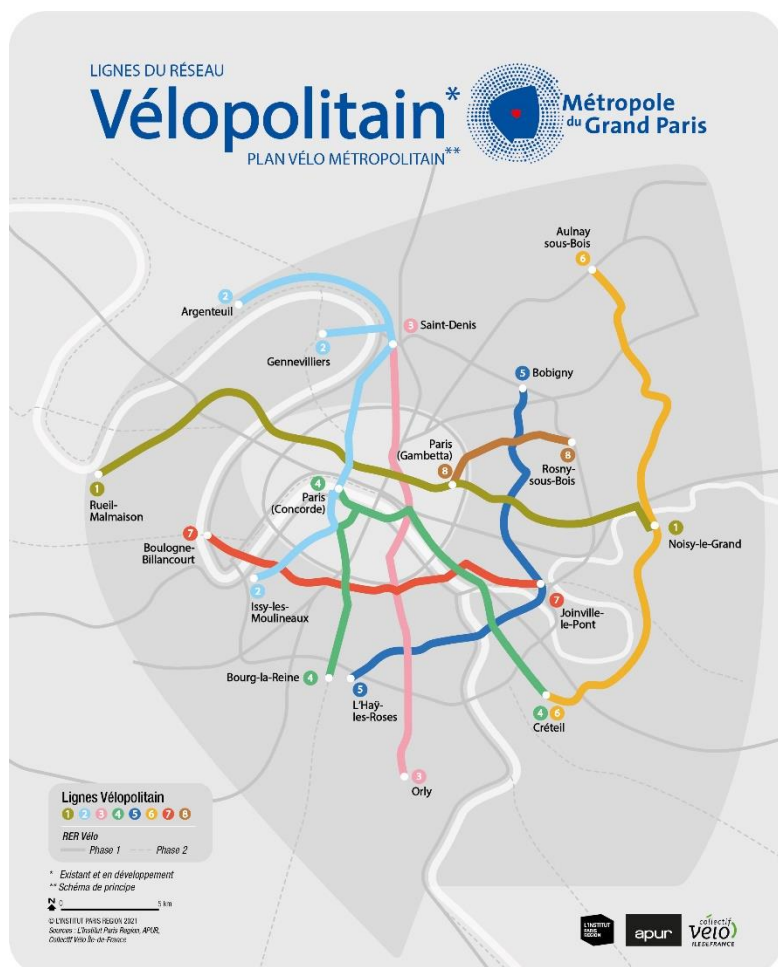 LIGNES DU RÉSEAU
Vélopolitain*
PLAN VÉLO MÉTROPOLITAIN**
Métropole
du Grand Paris
Aulnay
sous-Bois
6
2
Argenteuil
3 Saint-Denis
2
Gennevilliers
5 Bobigny
Paris
(Gambetta)
8
8
Rosny-
sous-Bois
4
Paris
(Concorde)
1
Rueil-
Malmaison
7
Boulogne-
Billancourt
1
Noisy-le-Grand
2
Issy-les-
Moulineaux
7
Joinville-
le-Pont
Bourg-la-Reine 4
5
L'Haÿ-
les-Roses
4 6
Créteil
3
Orly
Lignes Vélopolitain
1 2 3 4 5 6 7 8
RER Vélo
Phase 1 Phase 2
* Existant et en développement
** Schéma de principe
N 0 5 km
© L'INSTITUT PARIS REGION 2021
Sources : L'Institut Paris Region, APUR,
Collectif Vélo Île-de-France
L'INSTITUT
PARIS
REGION
apur
collectif
vélo
ILE DE FRANCE